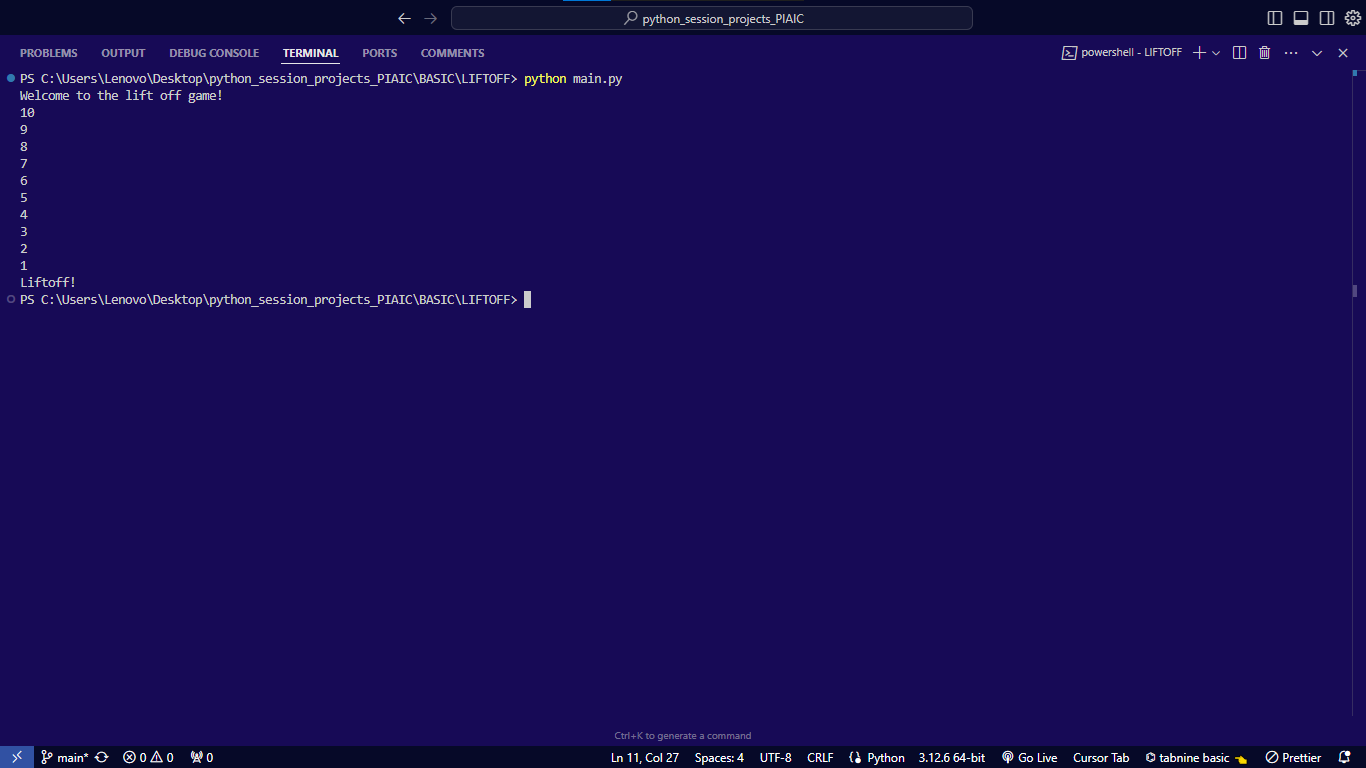 python_session_projects_PIAIC
PROBLEMS OUTPUT DEBUG CONSOLE TERMINAL PORTS COMMENTS powershell - LIFTOFF
PS C:\Users\Lenovo\Desktop\python_session_projects_PIAIC\BASIC\LIFTOFF> python main.py
Welcome to the lift off game!
10
9
8
7
6
5
4
3
2
1
Liftoff!
PS C:\Users\Lenovo\Desktop\python_session_projects_PIAIC\BASIC\LIFTOFF>
Ctrl+K to generate a command
main* 0 0 0 Ln 11, Col 27 Spaces: 4 UTF-8 CRLF Python 3.12.6 64-bit Go Live Cursor Tab tabnine basic Prettier